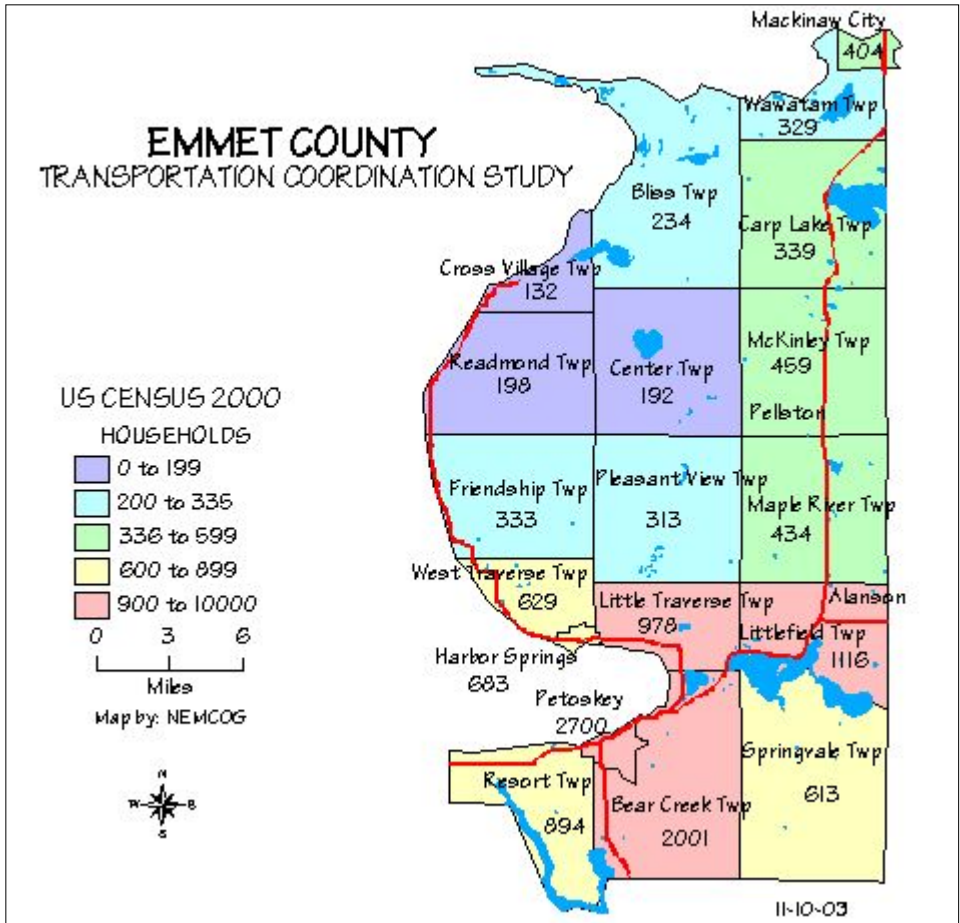 Mackinaw City
404
Wawatam Twp
329
EMMET COUNTY
TRANSPORTATION COORDINATION STUDY
Bliss Twp
234
Carp Lake Twp
339
Cross Village Twp
132
Readmond Twp
198
Center Twp
192
McKinley Twp
459
Pellston
US CENSUS 2000
HOUSEHOLDS
0 to 199
200 to 335
336 to 599
600 to 899
900 to 10000
0 3 6
Miles
Map by: NEMCOG
Friendship Twp
333
Pleasant View Twp
313
Maple River Twp
434
West Traverse Twp
629
Little Traverse Twp
978
Alanson
Littlefield Twp
1116
Harbor Springs
683
Petoskey
2700
Springvale Twp
613
Resort Twp
894
Bear Creek Twp
2001
N
W E
S
11-10-03